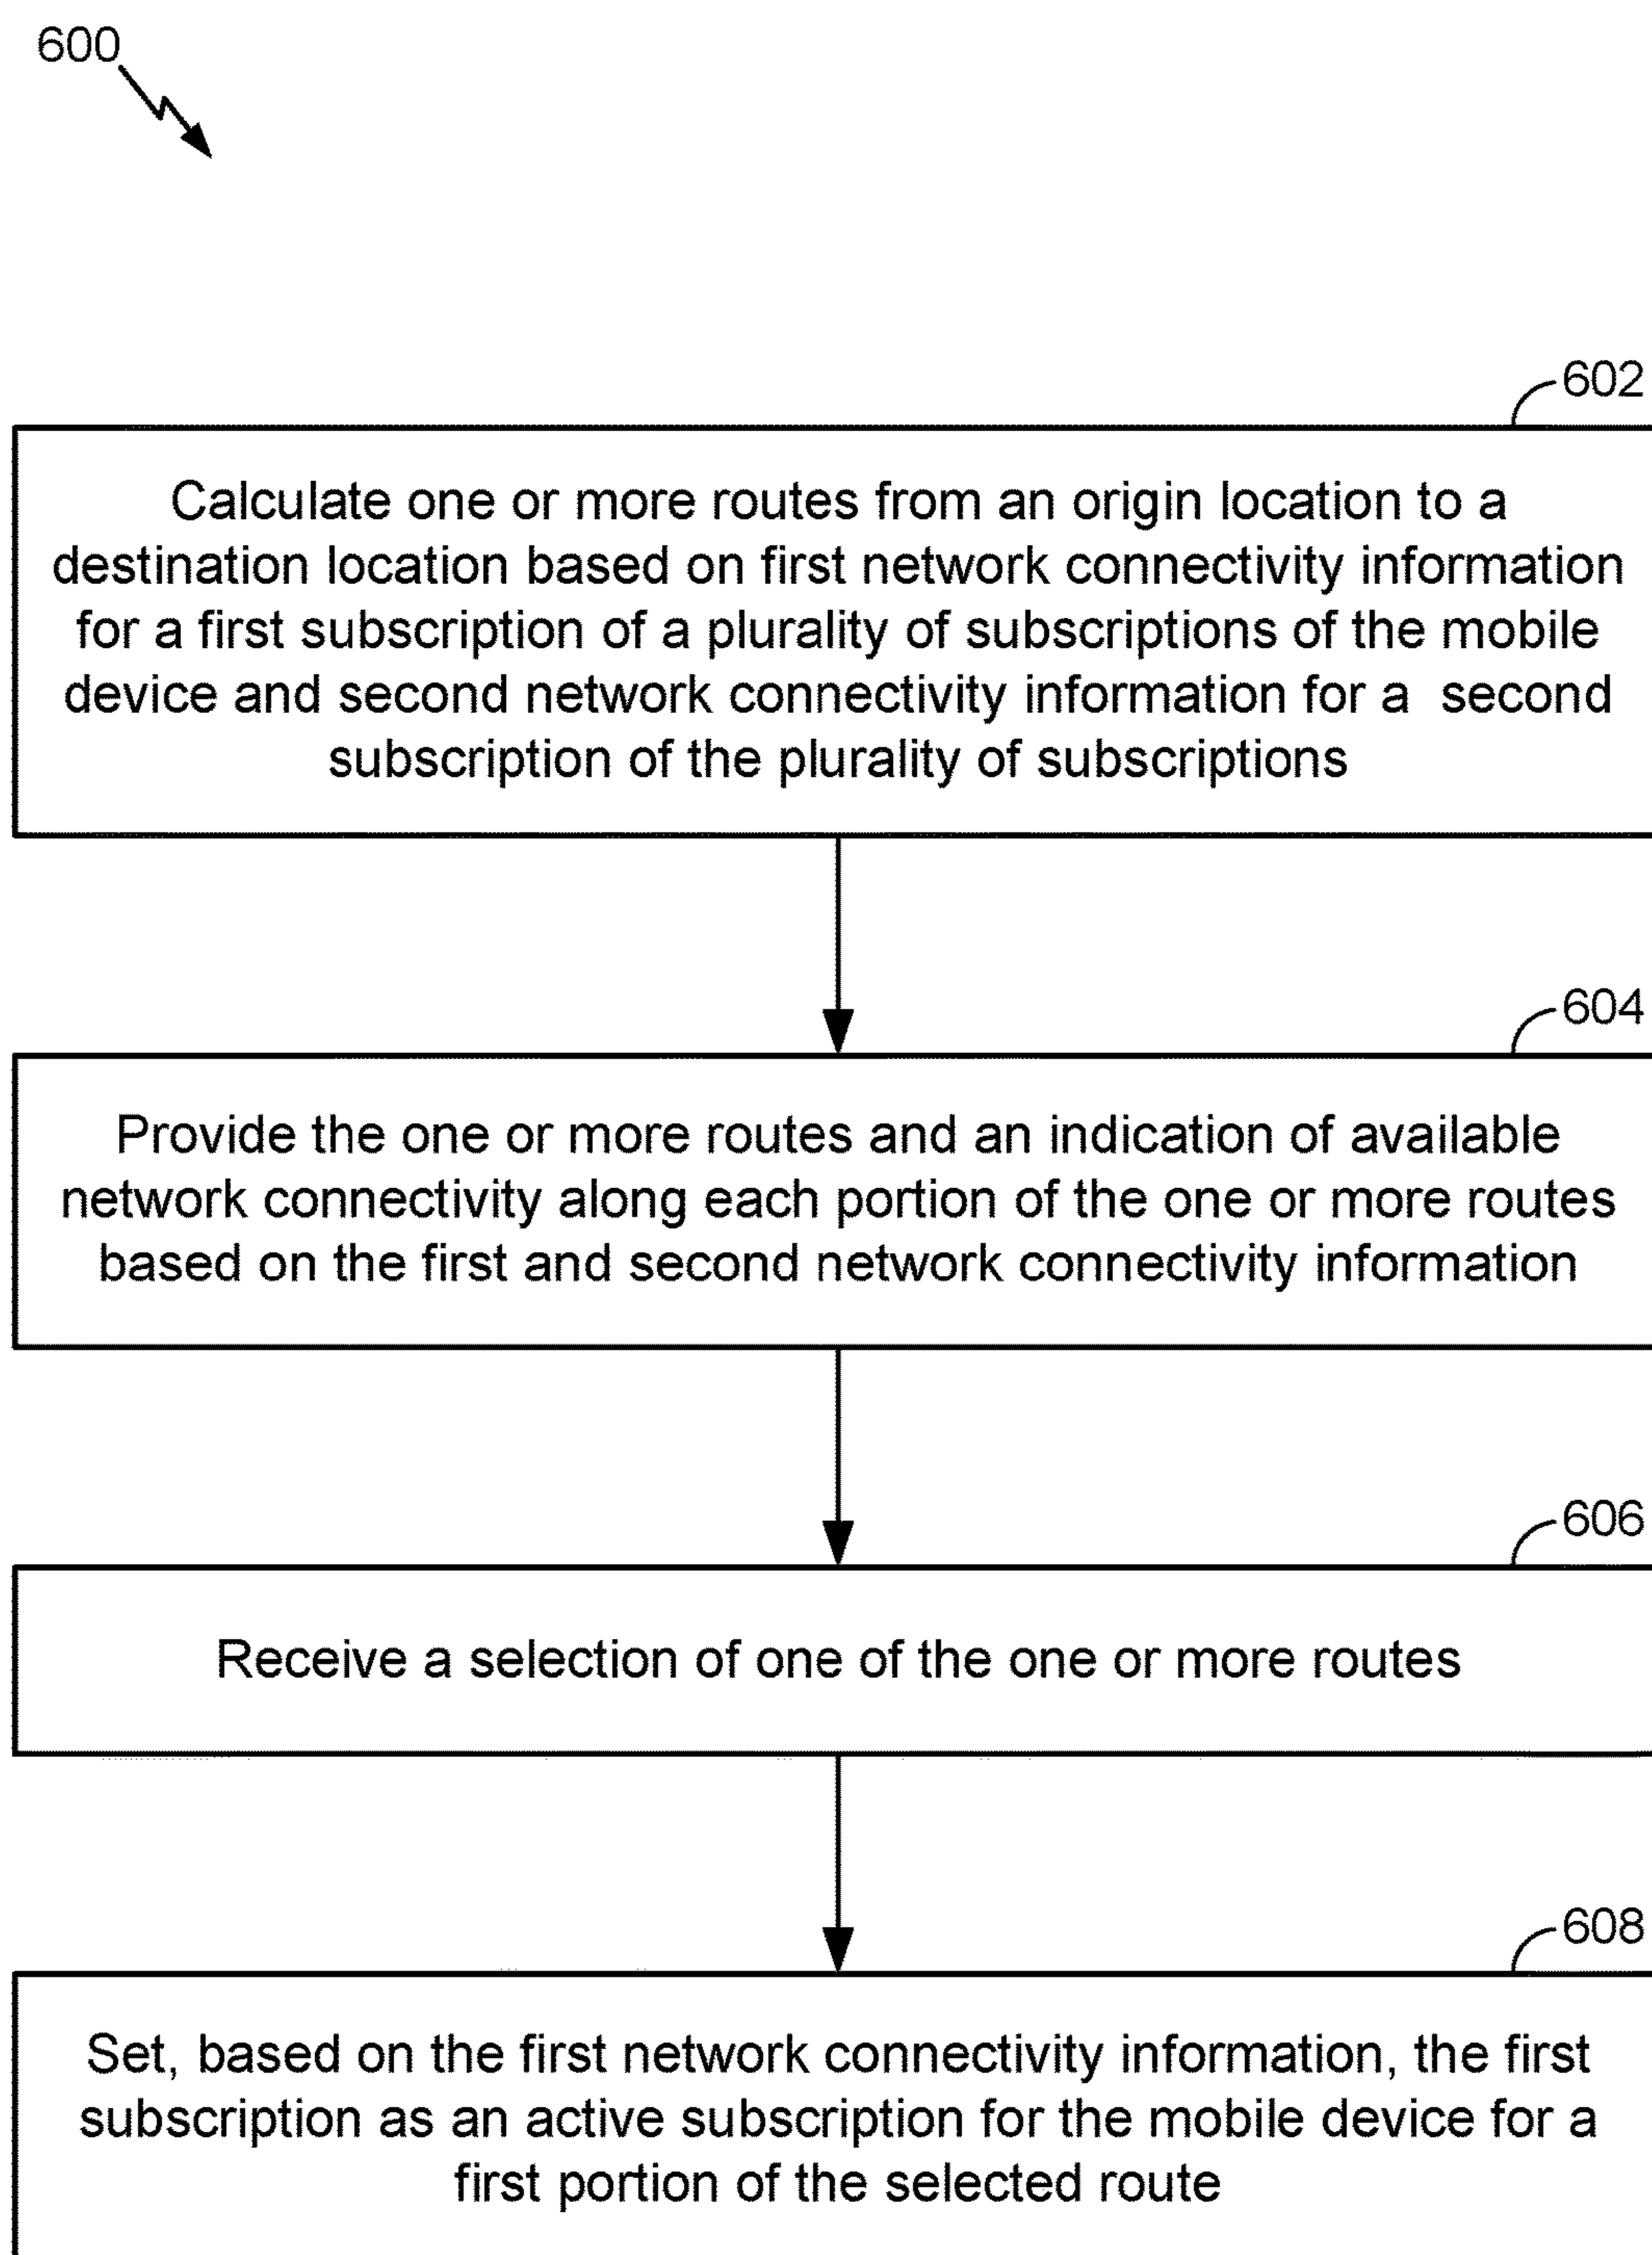 600
602
Calculate one or more routes from an origin location to a
destination location based on first network connectivity information
for a first subscription of a plurality of subscriptions of the mobile
device and second network connectivity information for a  second
subscription of the plurality of subscriptions
604
Provide the one or more routes and an indication of available
network connectivity along each portion of the one or more routes
based on the first and second network connectivity information
606
Receive a selection of one of the one or more routes
608
Set, based on the first network connectivity information, the first
subscription as an active subscription for the mobile device for a
first portion of the selected route